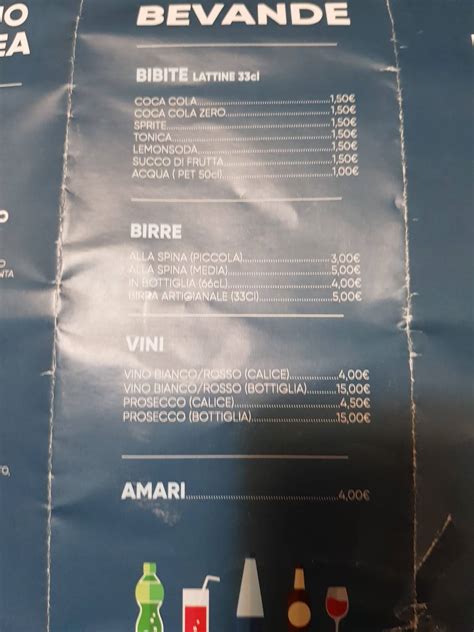 IO
EA
BEVANDE
BIBITE LATTINE 33cl
COCA COLA 1,50€
COCA COLA ZERO 1,50€
SPRITE 1,50€
TONICA 1,50€
LEMONSODA 1,50€
SUCCO DI FRUTTA 1,50€
ACQUA ( PET 50cl) 1,00€
BIRRE
ALLA SPINA (PICCOLA) 3,00€
ALLA SPINA (MEDIA) 5,00€
IN BOTTIGLIA (66cL) 4,00€
BIRRA ARTIGIANALE (33Cl) 5,00€
VINI
VINO BIANCO/ROSSO (CALICE) 4,00€
VINO BIANCO/ROSSO (BOTTIGLIA) 15,00€
PROSECCO (CALICE) 4,50€
PROSECCO (BOTTIGLIA) 15,00€
AMARI 4,00€